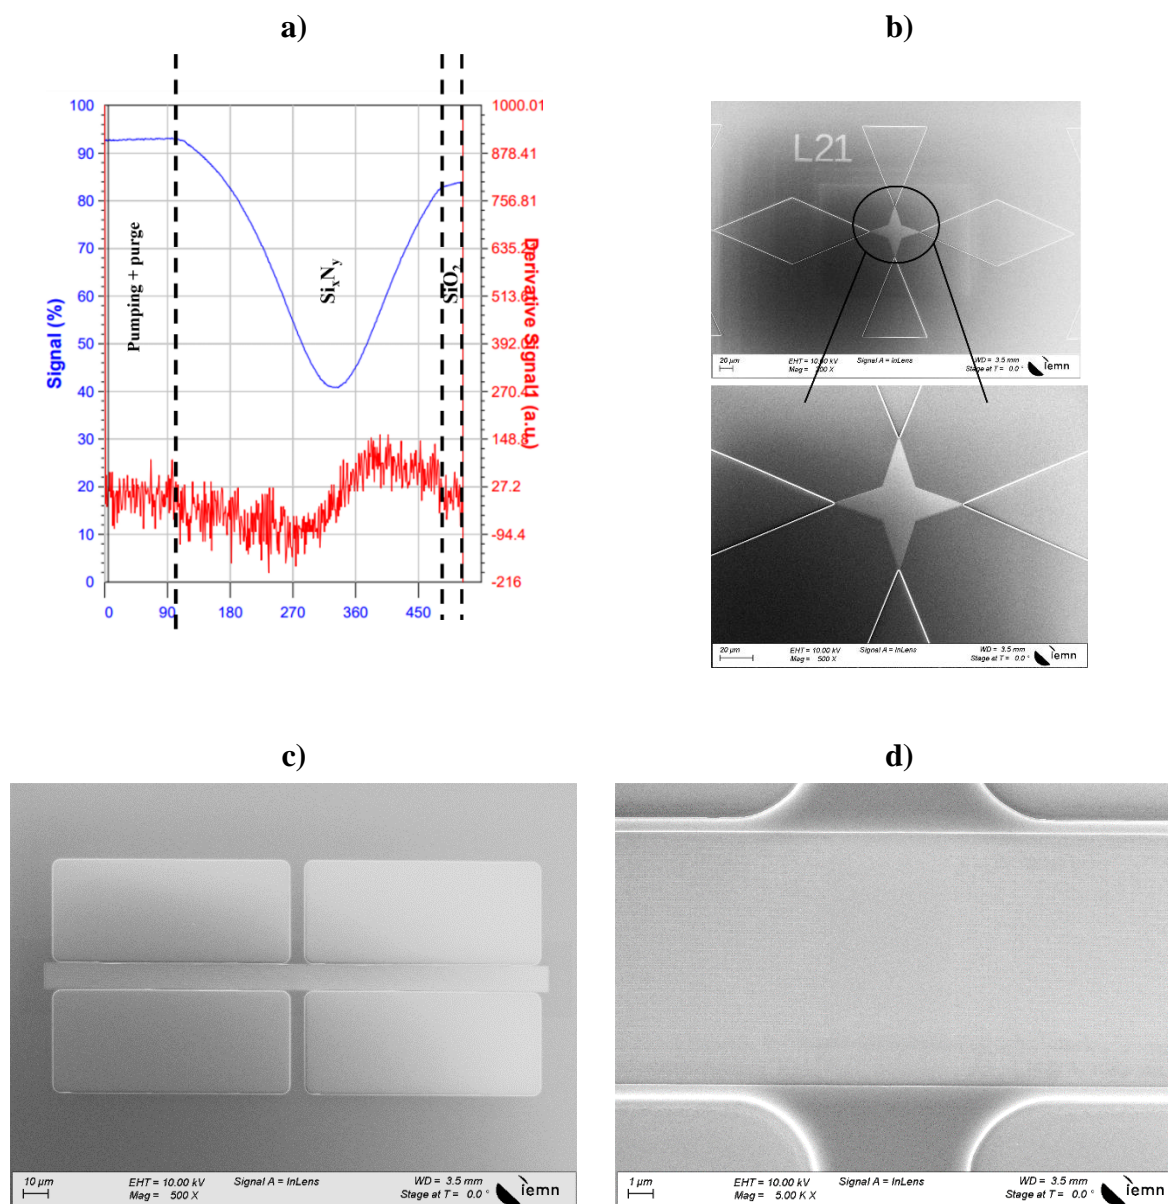 a)
100
90
80
70
60
50
40
30
20
10
0
Signal (%)
0
90
180
270
360
450
Pumping + purge
SixNy
SiO2
1000.01
878.41
756.81
635.2
513.6
392.0
270.4
148.8
27.2
-94.4
-216
Derivative Signal1 (a.u.)
b)
L21
20 µm
EHT = 10.00 kV
Signal A = InLens
WD = 3.5 mm
Mag = 200 X
Stage at T = 0.0 °
iemn
20 µm
EHT = 10.00 kV
Signal A = InLens
WD = 3.5 mm
Mag = 500 X
Stage at T = 0.0 °
iemn
c)
10 µm
EHT = 10.00 kV
Signal A = InLens
WD = 3.5 mm
Mag = 500 X
Stage at T = 0.0 °
iemn
d)
1 µm
EHT = 10.00 kV
Signal A = InLens
WD = 3.5 mm
Mag = 5.00 K X
Stage at T = 0.0 °
iemn